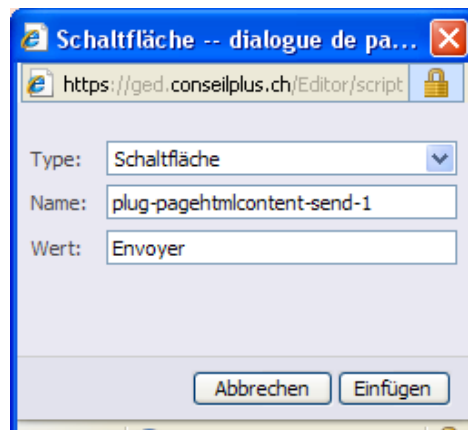 Schaltfläche -- dialogue de pa...
https://ged.conseilplus.ch/Editor/script
Type: Schaltfläche
Name: plug-pagehtmlcontent-send-1
Wert: Envoyer
Abbrechen Einfügen